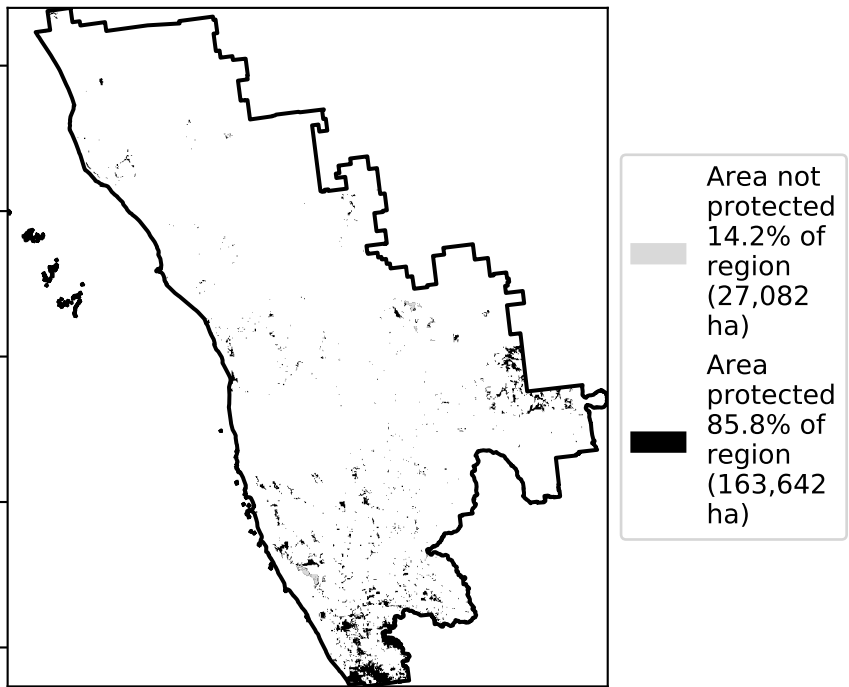 Area not
protected
14.2% of
region
(27,082
ha)
Area
protected
85.8% of
region
(163,642
ha)